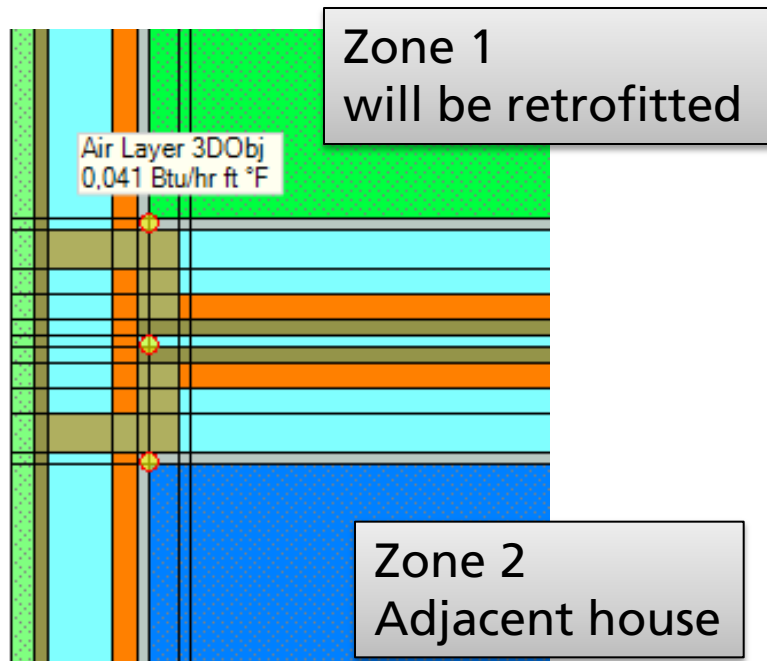 Zone 1
will be retrofitted
Air Layer 3DObj
0,041 Btu/hr ft °F
Zone 2
Adjacent house